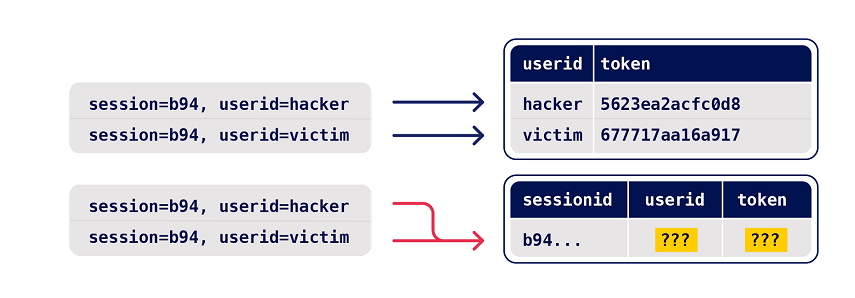 userid token
session=b94, userid=hacker
hacker 5623ea2acfc0d8
session=b94, userid=victim
victim 677717aa16a917
session=b94, userid=hacker
sessionid userid token
session=b94, userid=victim
b94... ??? ???